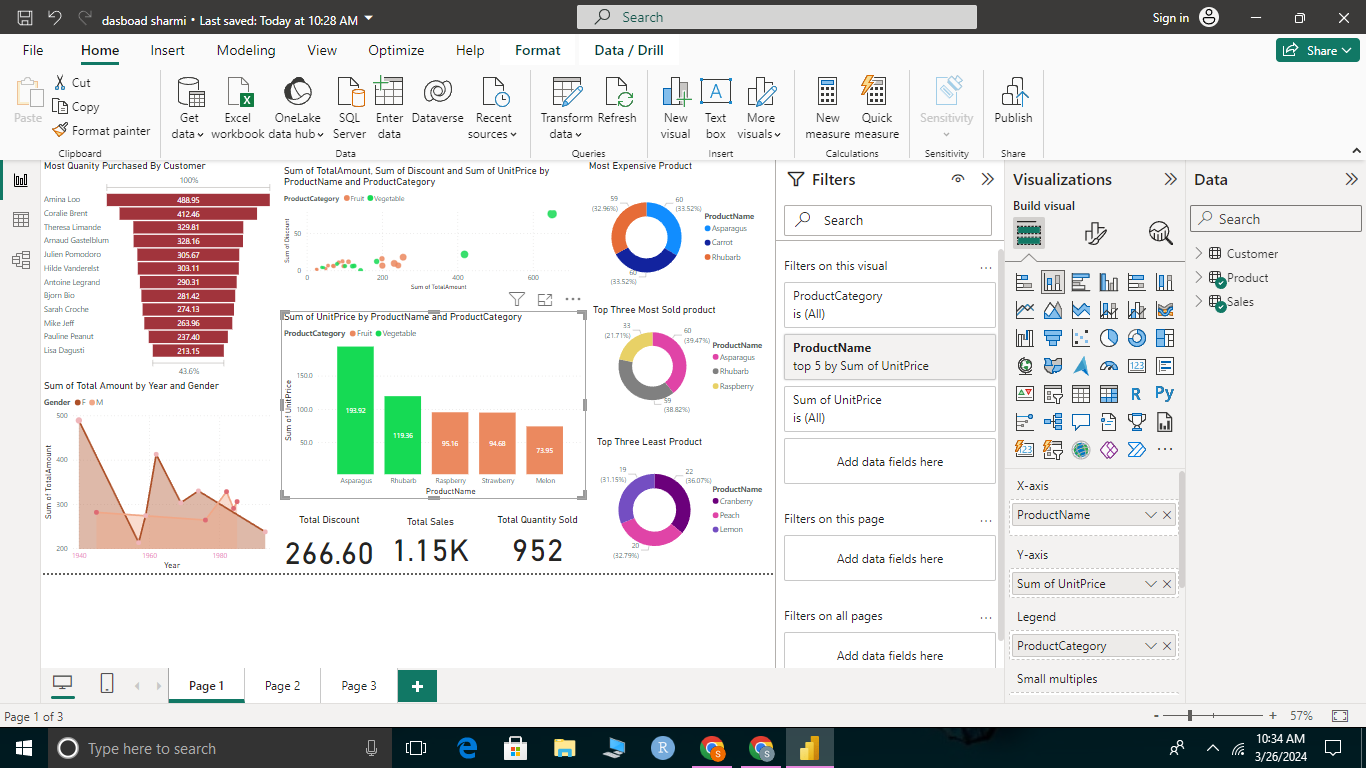 dasboad sharmi • Last saved: Today at 10:28 AM
Search
Sign in
File Home Insert Modeling View Optimize Help Format Data / Drill
Share
Paste
Cut
Copy
Format painter
Get data
Excel workbook
OneLake data hub
SQL Server
Enter data
Dataverse
Recent sources
Transform data
Refresh
New visual
Text box
More visuals
New measure
Quick measure
Sensitivity
Publish
Clipboard Data Queries Insert Calculations Sensitivity Share
Most Quanity Purchased By Customer
100%
Amina Loo 488.95
Coralie Brent 412.46
Theresa Limande 329.81
Arnaud Gastelblum 328.16
Julien Pomodoro 305.67
Hilde Vanderelst 303.11
Antoine Legrand 290.31
Bjorn Bio 281.42
Sarah Croche 274.13
Mike Jeff 263.96
Pauline Peanut 237.40
Lisa Dagusti 213.15
43.6%
Sum of Total Amount by Year and Gender
Gender F M
Sum of TotalAmount
500
400
300
200
1940 1960 1980
Year
Sum of TotalAmount, Sum of Discount and Sum of UnitPrice by
ProductName and ProductCategory
ProductCategory Fruit Vegetable
Sum of Discount
50
0
0 200 400 600
Sum of TotalAmount
Sum of UnitPrice by ProductName and ProductCategory
ProductCategory Fruit Vegetable
Sum of UnitPrice
150.0
100.0
50.0
193.92 119.36 95.16 94.68 73.95
Asparagus Rhubarb Raspberry Strawberry Melon
ProductName
Total Discount
266.60
Total Sales
1.15K
Total Quantity Sold
952
Most Expensive Product
59
(32.96%)
60
(33.52%)
60
(33.52%)
ProductName
Asparagus
Carrot
Rhubarb
Top Three Most Sold product
33
(21.71%)
60
(39.47%)
59
(38.82%)
ProductName
Asparagus
Rhubarb
Raspberry
Top Three Least Product
19
(31.15%)
22
(36.07%)
20
(32.79%)
ProductName
Cranberry
Peach
Lemon
Filters
Search
Filters on this visual
ProductCategory
is (All)
ProductName
top 5 by Sum of UnitPrice
Sum of UnitPrice
is (All)
Add data fields here
Filters on this page
Add data fields here
Filters on all pages
Add data fields here
Visualizations
Build visual
123
R
Py
123
X-axis
ProductName
Y-axis
Sum of UnitPrice
Legend
ProductCategory
Small multiples
Data
Search
Customer
Product
Sales
Page 1 Page 2 Page 3
Page 1 of 3
- + 57%
Type here to search
R
S
S
10:34 AM
3/26/2024